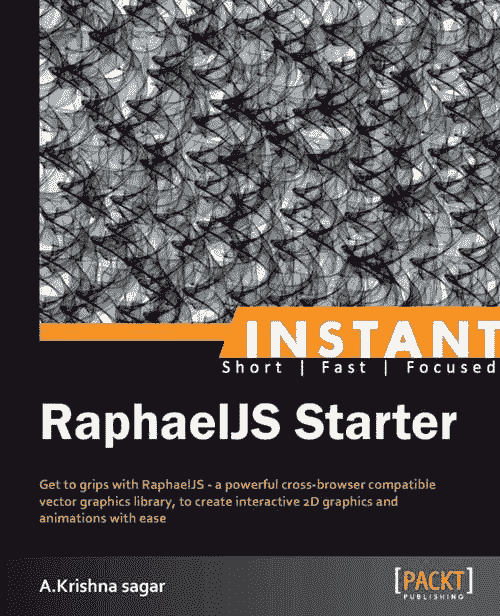 INSTANT
Short | Fast | Focused
RaphaelJS Starter
Get to grips with RaphaelJS - a powerful cross-browser compatible
vector graphics library, to create interactive 2D graphics and
animations with ease
A.Krishna sagar
[PACKT]
PUBLISHING